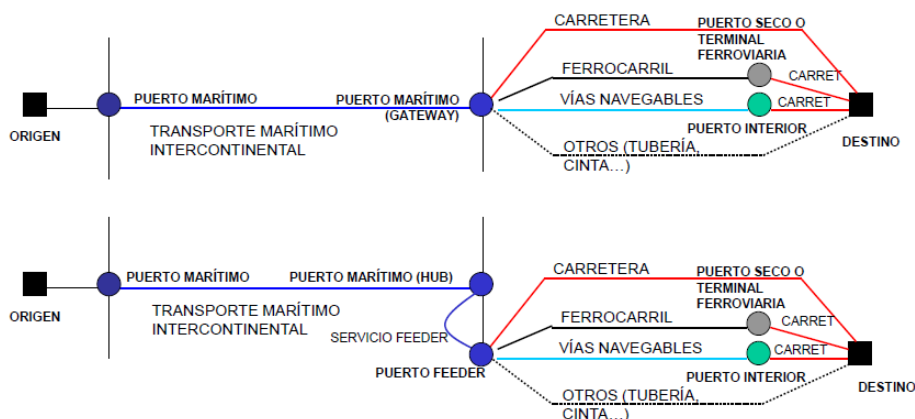 CARRETERA
PUERTO SECO O
TERMINAL
FERROVIARIA
FERROCARRIL
CARRET
PUERTO MARÍTIMO
PUERTO MARÍTIMO
(GATEWAY)
VÍAS NAVEGABLES
CARRET
ORIGEN
TRANSPORTE MARÍTIMO
INTERCONTINENTAL
PUERTO INTERIOR
DESTINO
OTROS (TUBERÍA,
CINTA...)
PUERTO MARÍTIMO
PUERTO MARÍTIMO (HUB)
CARRETERA
PUERTO SECO O
TERMINAL
FERROVIARIA
ORIGEN
TRANSPORTE MARÍTIMO
INTERCONTINENTAL
SERVICIO FEEDER
FERROCARRIL
CARRET
VÍAS NAVEGABLES
CARRET
PUERTO FEEDER
PUERTO INTERIOR
DESTINO
OTROS (TUBERÍA,
CINTA...)